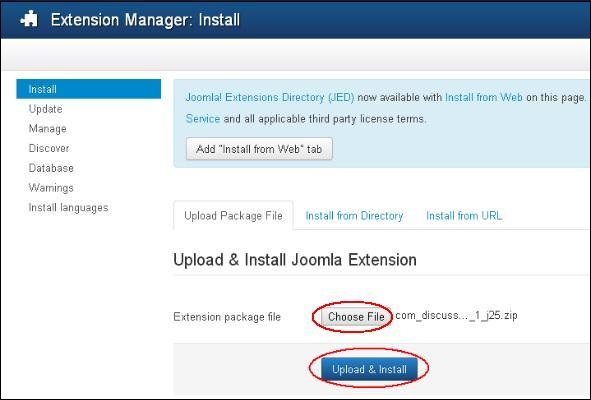 Extension Manager: Install
Install
Update
Manage
Discover
Database
Warnings
Install languages
Joomla! Extensions Directory (JED) now available with Install from Web on this page.
Service and all applicable third party license terms.
Add "Install from Web" tab
Upload Package File Install from Directory Install from URL
Upload & Install Joomla Extension
Extension package file Choose File com_discuss..._1_j25.zip
Upload & Install